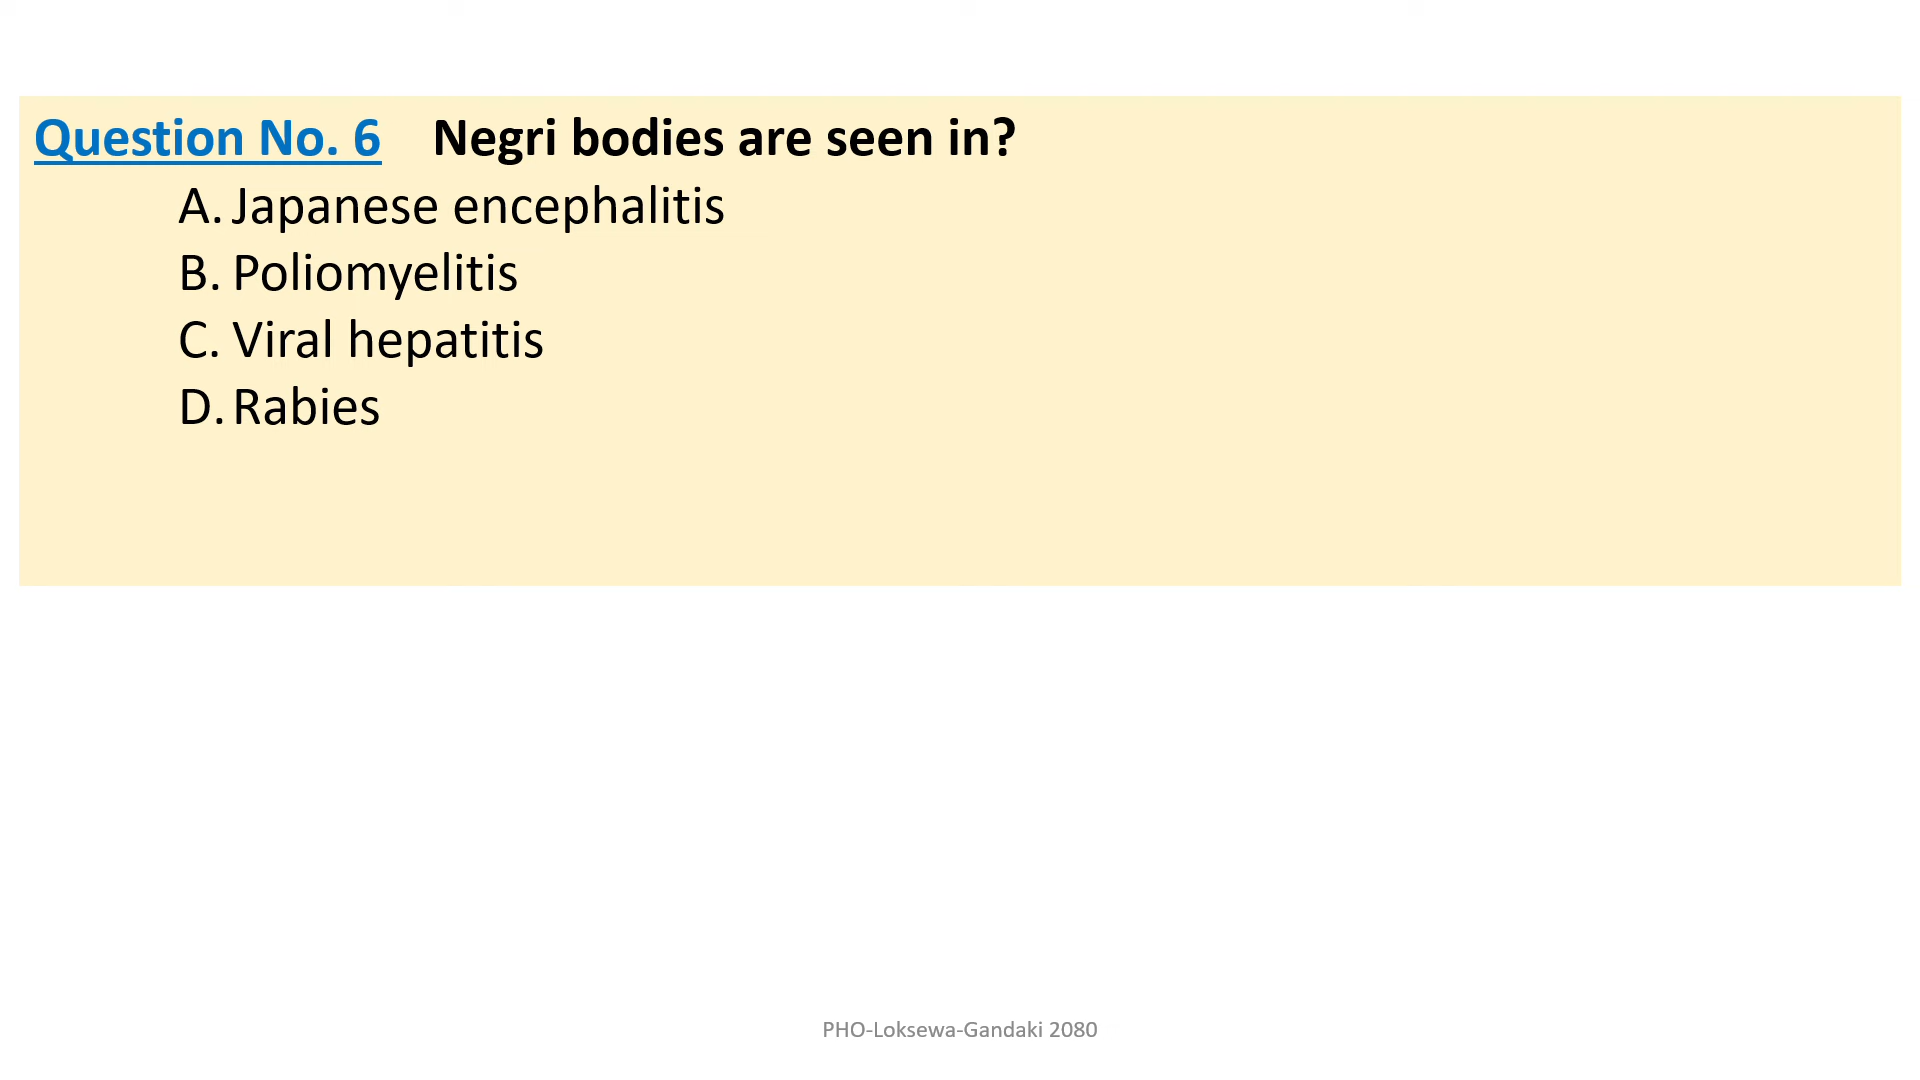 Question No. 6 Negri bodies are seen in?
A. Japanese encephalitis
B. Poliomyelitis
C. Viral hepatitis
D. Rabies
PHO-Loksewa-Gandaki 2080